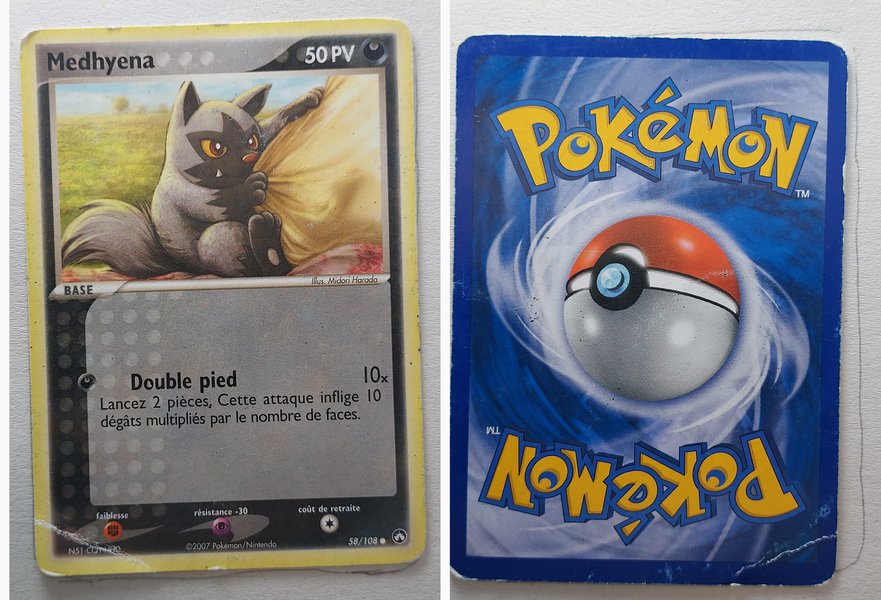 Medhyena
50 PV
Illus. Midori Harada
BASE
Double pied 10x
Lancez 2 pièces, Cette attaque inflige 10
dégâts multipliés par le nombre de faces.
faiblesse résistance -30 coût de retraite
©2007 Pokémon/Nintendo
58/108
POKéMON
TM
TM
POKéMON